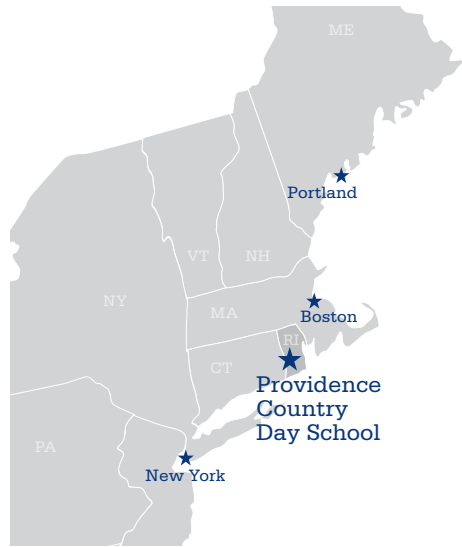 ME
Portland
VT
NH
NY
MA
Boston
RI
CT
Providence
Country
Day School
PA
New York